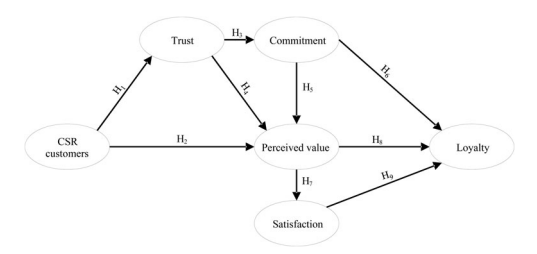 H3
Trust
Commitment
H1
H4
H5
H6
CSR
customers
H2
Perceived value
H8
Loyalty
H7
H9
Satisfaction